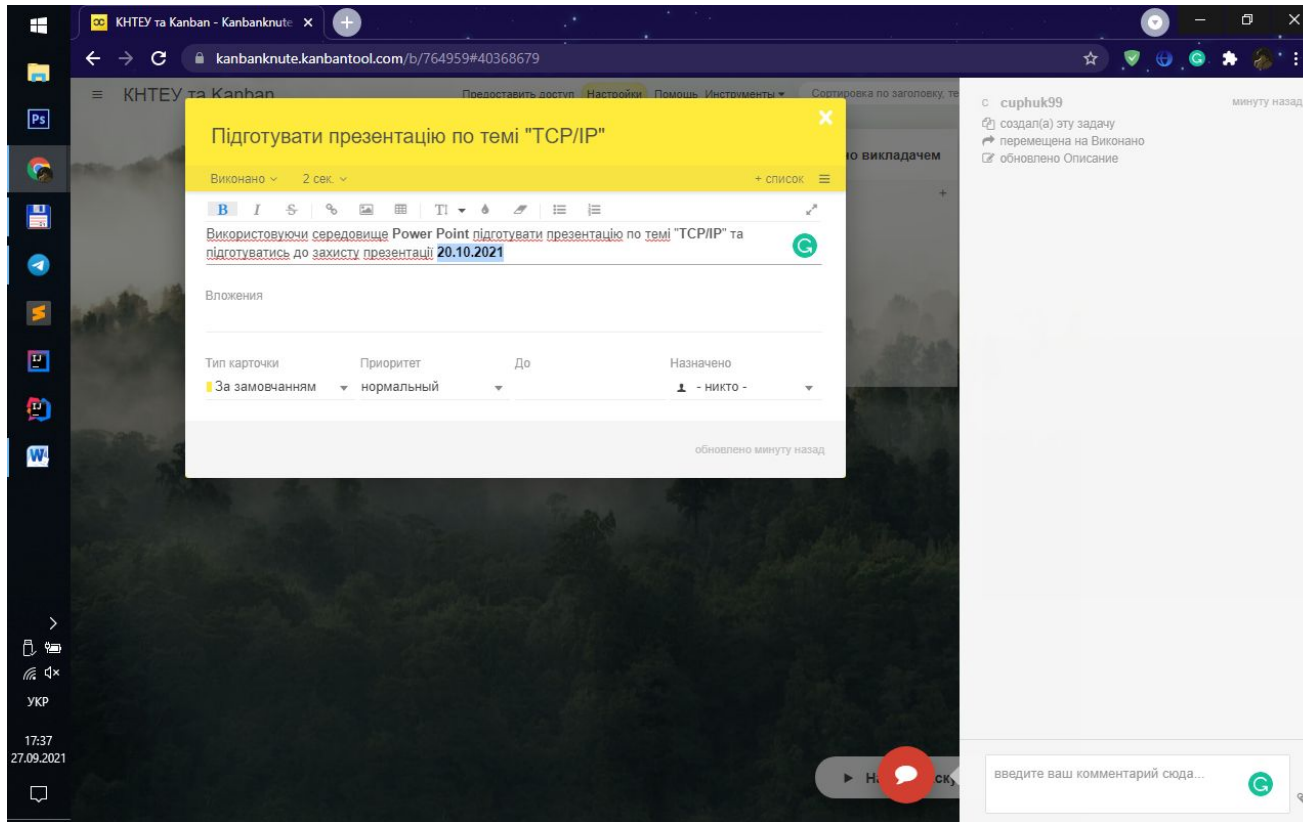 КНТЕУ та Kanban - Kanbanknute
kanbanknute.kanbantool.com/b/764959#40368679
КНТЕУ та Kanban
Предоставить доступ Настройки Помощь Инструменты
Сортировка по заголовку, те
Підготувати презентацію по темі "TCP/IP"
Виконано 2 сек. + список
B I S
Використовуючи середовище Power Point підготувати презентацію по темі "TCP/IP" та
підготуватись до захисту презентації 20.10.2021
Вложения
Тип карточки Приоритет До Назначено
За замовчанням нормальный - никто -
обновлено минуту назад
но викладачем
+
c cuphuk99 минуту назад
создал(а) эту задачу
перемещена на Виконано
обновлено Описание
введите ваш комментарий сюда...
Ps
W
УКР
17:37
27.09.2021